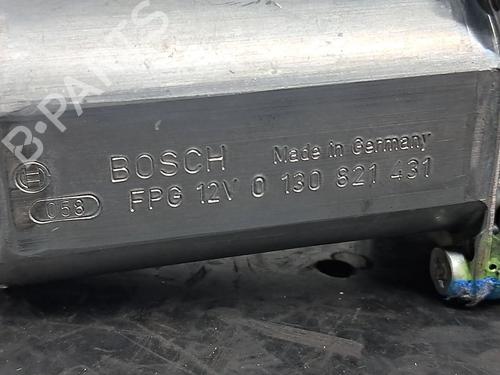 B-PARTS
BOSCH Made in Germany
058 FPG 12V 0 130 821 431